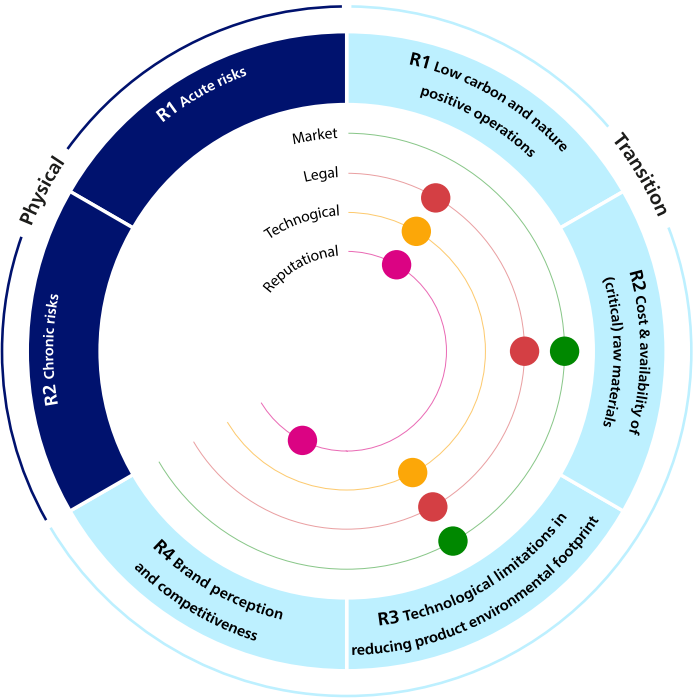 Physical
Transition
R1 Acute risks
R2 Chronic risks
R1 Low carbon and nature
positive operations
R2 Cost & availability of
(critical) raw materials
R3 Technological limitations in
reducing product environmental footprint
R4 Brand perception
and competitiveness
Market
Legal
Technogical
Reputational